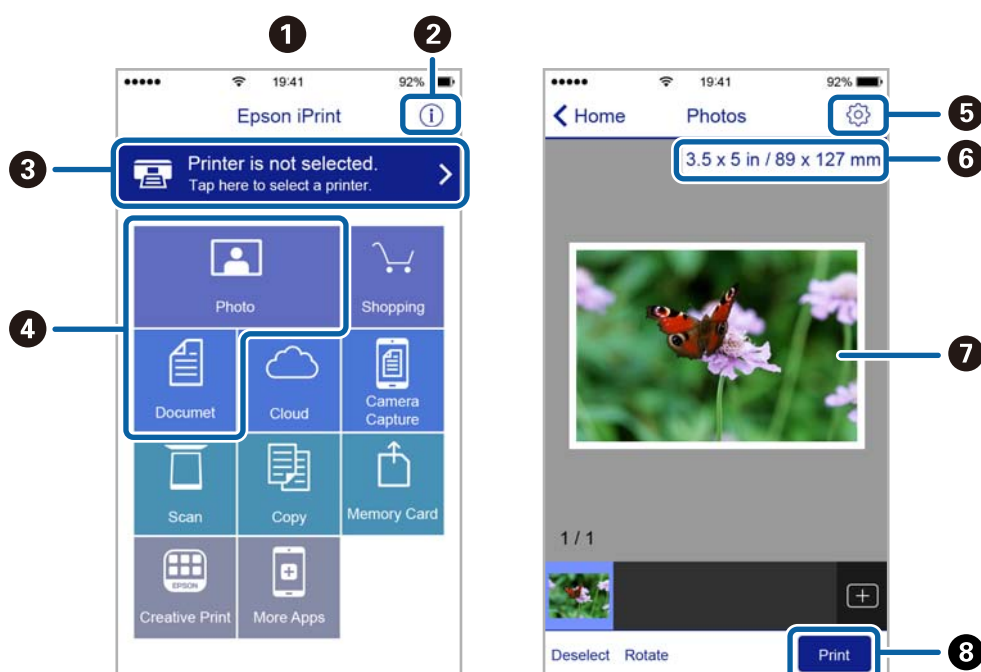 1
2
19:41
92%
Epson iPrint
3
Printer is not selected.
Tap here to select a printer.
4
Photo
Shopping
Documet
Cloud
Camera
Capture
Scan
Copy
Memory Card
EPSON
Creative Print
More Apps
19:41
92%
Home
Photos
5
3.5 x 5 in / 89 x 127 mm
6
7
1 / 1
Deselect
Rotate
Print
8